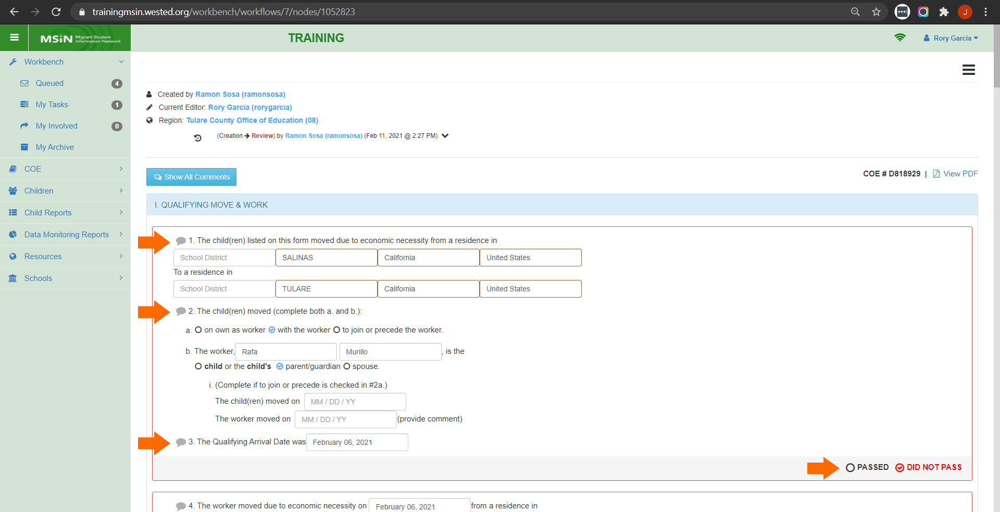 trainingmsin.wested.org/workbench/workflows/7/nodes/1052823
J
MSiN Migrant Student Information Network
TRAINING
Rory Garcia
Workbench
Queued 4
My Tasks 1
My Involved 0
My Archive
COE
Children
Child Reports
Data Monitoring Reports
Resources
Schools
Created by Ramon Sosa (ramonsosa)
Current Editor: Rory Garcia (rorygarcia)
Region: Tulare County Office of Education (08)
(Creation → Review) by Ramon Sosa (ramonsosa) (Feb 11, 2021 @ 2:27 PM)
Show All Comments
COE # D818929 | View PDF
I. QUALIFYING MOVE & WORK
1. The child(ren) listed on this form moved due to economic necessity from a residence in
School District SALINAS California United States
To a residence in
School District TULARE California United States
2. The child(ren) moved (complete both a. and b.):
a. on own as worker with the worker to join or precede the worker.
b. The worker, Rafa Murillo , is the
child or the child's parent/guardian spouse.
i. (Complete if to join or precede is checked in #2a.)
The child(ren) moved on MM / DD / YY
The worker moved on MM / DD / YY (provide comment)
3. The Qualifying Arrival Date was February 06, 2021
PASSED DID NOT PASS
4. The worker moved due to economic necessity on February 06, 2021 from a residence in